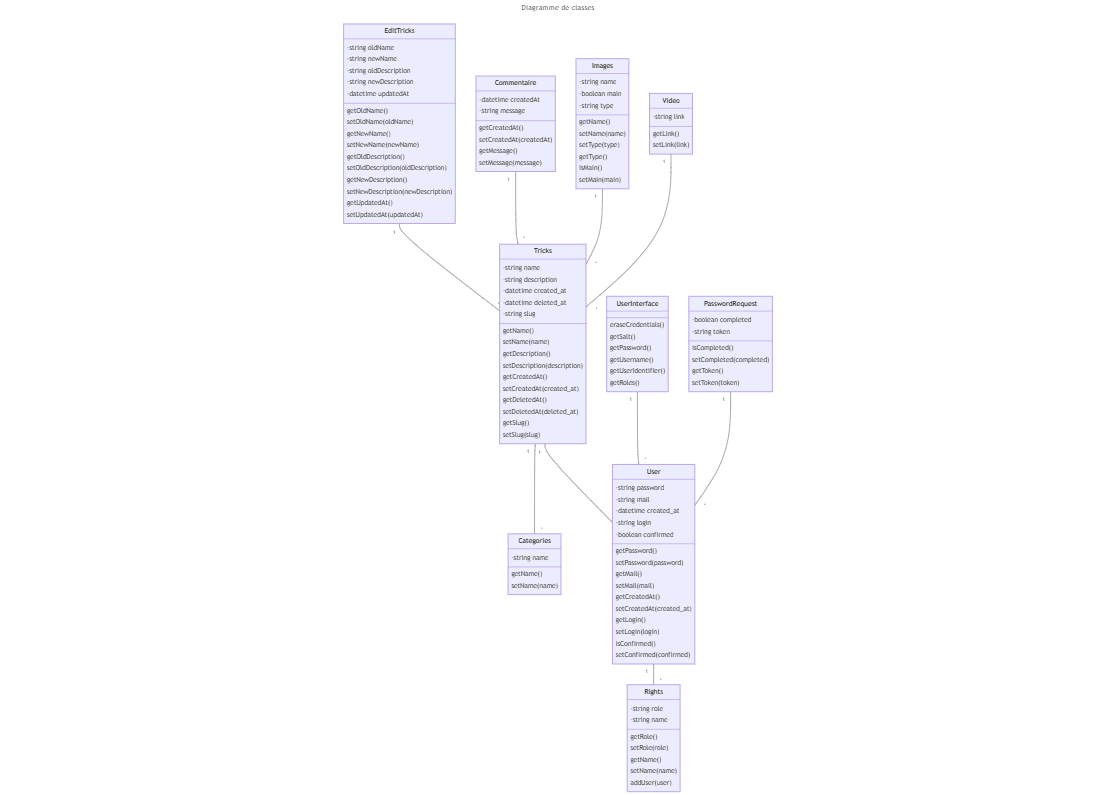 Diagramme de classes
EditTricks
-string oldName
-string newName
-string oldDescription
-string newDescription
-datetime updatedAt
getOldName()
setOldName(oldName)
getNewName()
setNewName(newName)
getOldDescription()
setOldDescription(oldDescription)
getNewDescription()
setNewDescription(newDescription)
getUpdatedAt()
setUpdatedAt(updatedAt)
1
Commentaire
-datetime createdAt
-string message
getCreatedAt()
setCreatedAt(createdAt)
getMessage()
setMessage(message)
1
*
Images
-string name
-boolean main
-string type
getName()
setName(name)
setType(type)
getType()
isMain()
setMain(main)
1
*
Video
-string link
getLink()
setLink(link)
1
*
Tricks
-string name
-string description
-datetime created_at
-datetime deleted_at
-string slug
getName()
setName(name)
getDescription()
setDescription(description)
getCreatedAt()
setCreatedAt(created_at)
getDeletedAt()
setDeletedAt(deleted_at)
getSlug()
setSlug(slug)
1
1
*
UserInterface
eraseCredentials()
getSalt()
getPassword()
getUsername()
getUserIdentifier()
getRoles()
1
*
PasswordRequest
-boolean completed
-string token
isCompleted()
setCompleted(completed)
getToken()
setToken(token)
1
*
Categories
-string name
getName()
setName(name)
User
-string password
-string mail
-datetime created_at
-string login
-boolean confirmed
getPassword()
setPassword(password)
getMail()
setMail(mail)
getCreatedAt()
setCreatedAt(created_at)
getLogin()
setLogin(login)
isConfirmed()
setConfirmed(confirmed)
1
*
Rights
-string role
-string name
getRole()
setRole(role)
getName()
setName(name)
addUser(user)